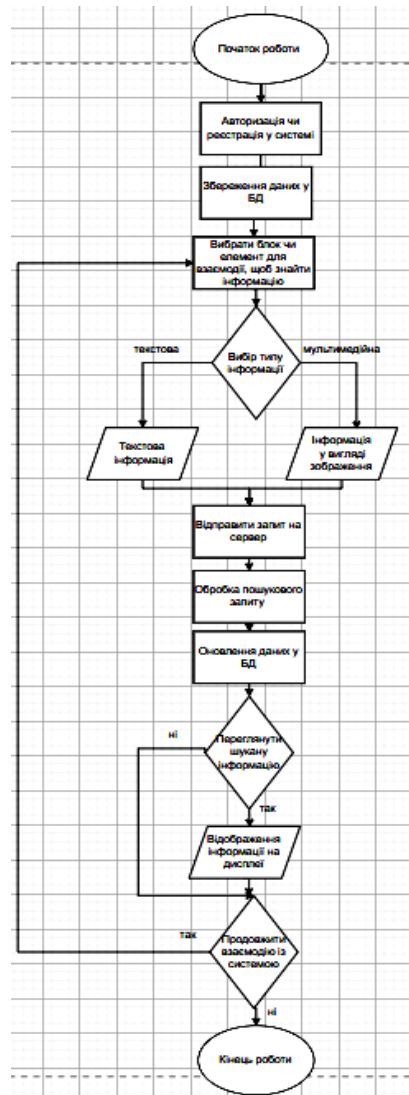 Початок роботи
Авторизація чи
реєстрація у системі
Збереження даних у
БД
Вибрати блок чи
елемент для
взаємодії, щоб знайти
інформацію
текстова
Вибір типу
інформації
мультимедійна
Текстова
інформація
Інформація
у вигляді
зображення
Відправити запит на
сервер
Обробка пошукового
запиту
Оновлення даних у
БД
ні
Переглянути
шукану
інформацію
так
Відображення
інформації на
дисплеї
так
Продовжити
взаємодію із
системою
ні
Кінець роботи